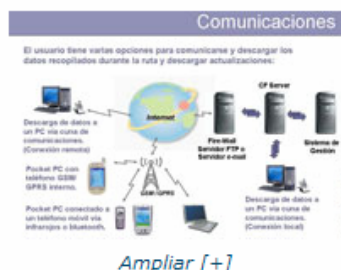 Comunicaciones
El usuario tiene varias opciones para comunicarse y descargar los
datos recopilados durante la ruta y descargar actualizaciones:
Descarga de datos a
un PC vía cuna de
comunicaciones.
(Conexión remota)
Internet
Fire-Wall
Servidor FTP o
Servidor e-mail
CP Server
Sistema de
Gestión
Pocket PC con
teléfono GSM/
GPRS interno.
GSM/GPRS
Pocket PC conectado a
un teléfono móvil vía
infrarojos o bluetooth.
Descarga de datos a
un PC vía cuna de
comunicaciones.
(Conexión local)
Ampliar [+]